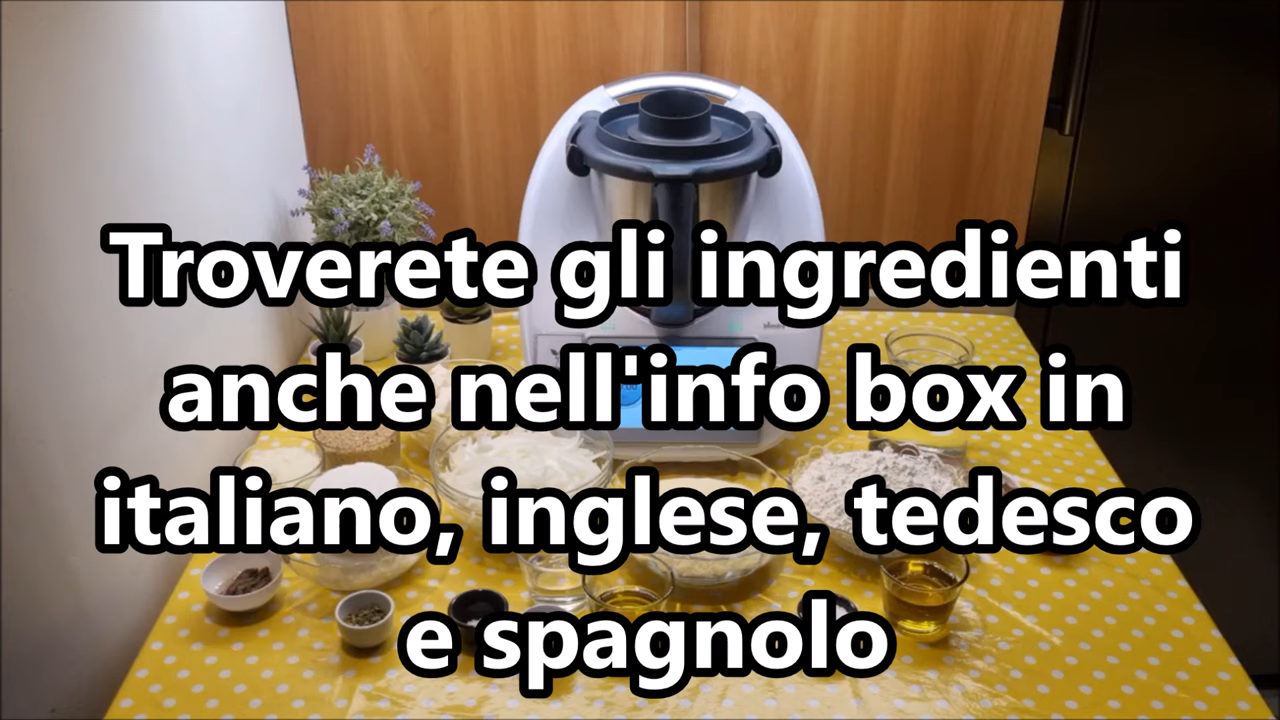 Troverete gli ingredienti
anche nell'info box in
italiano, inglese, tedesco
e spagnolo